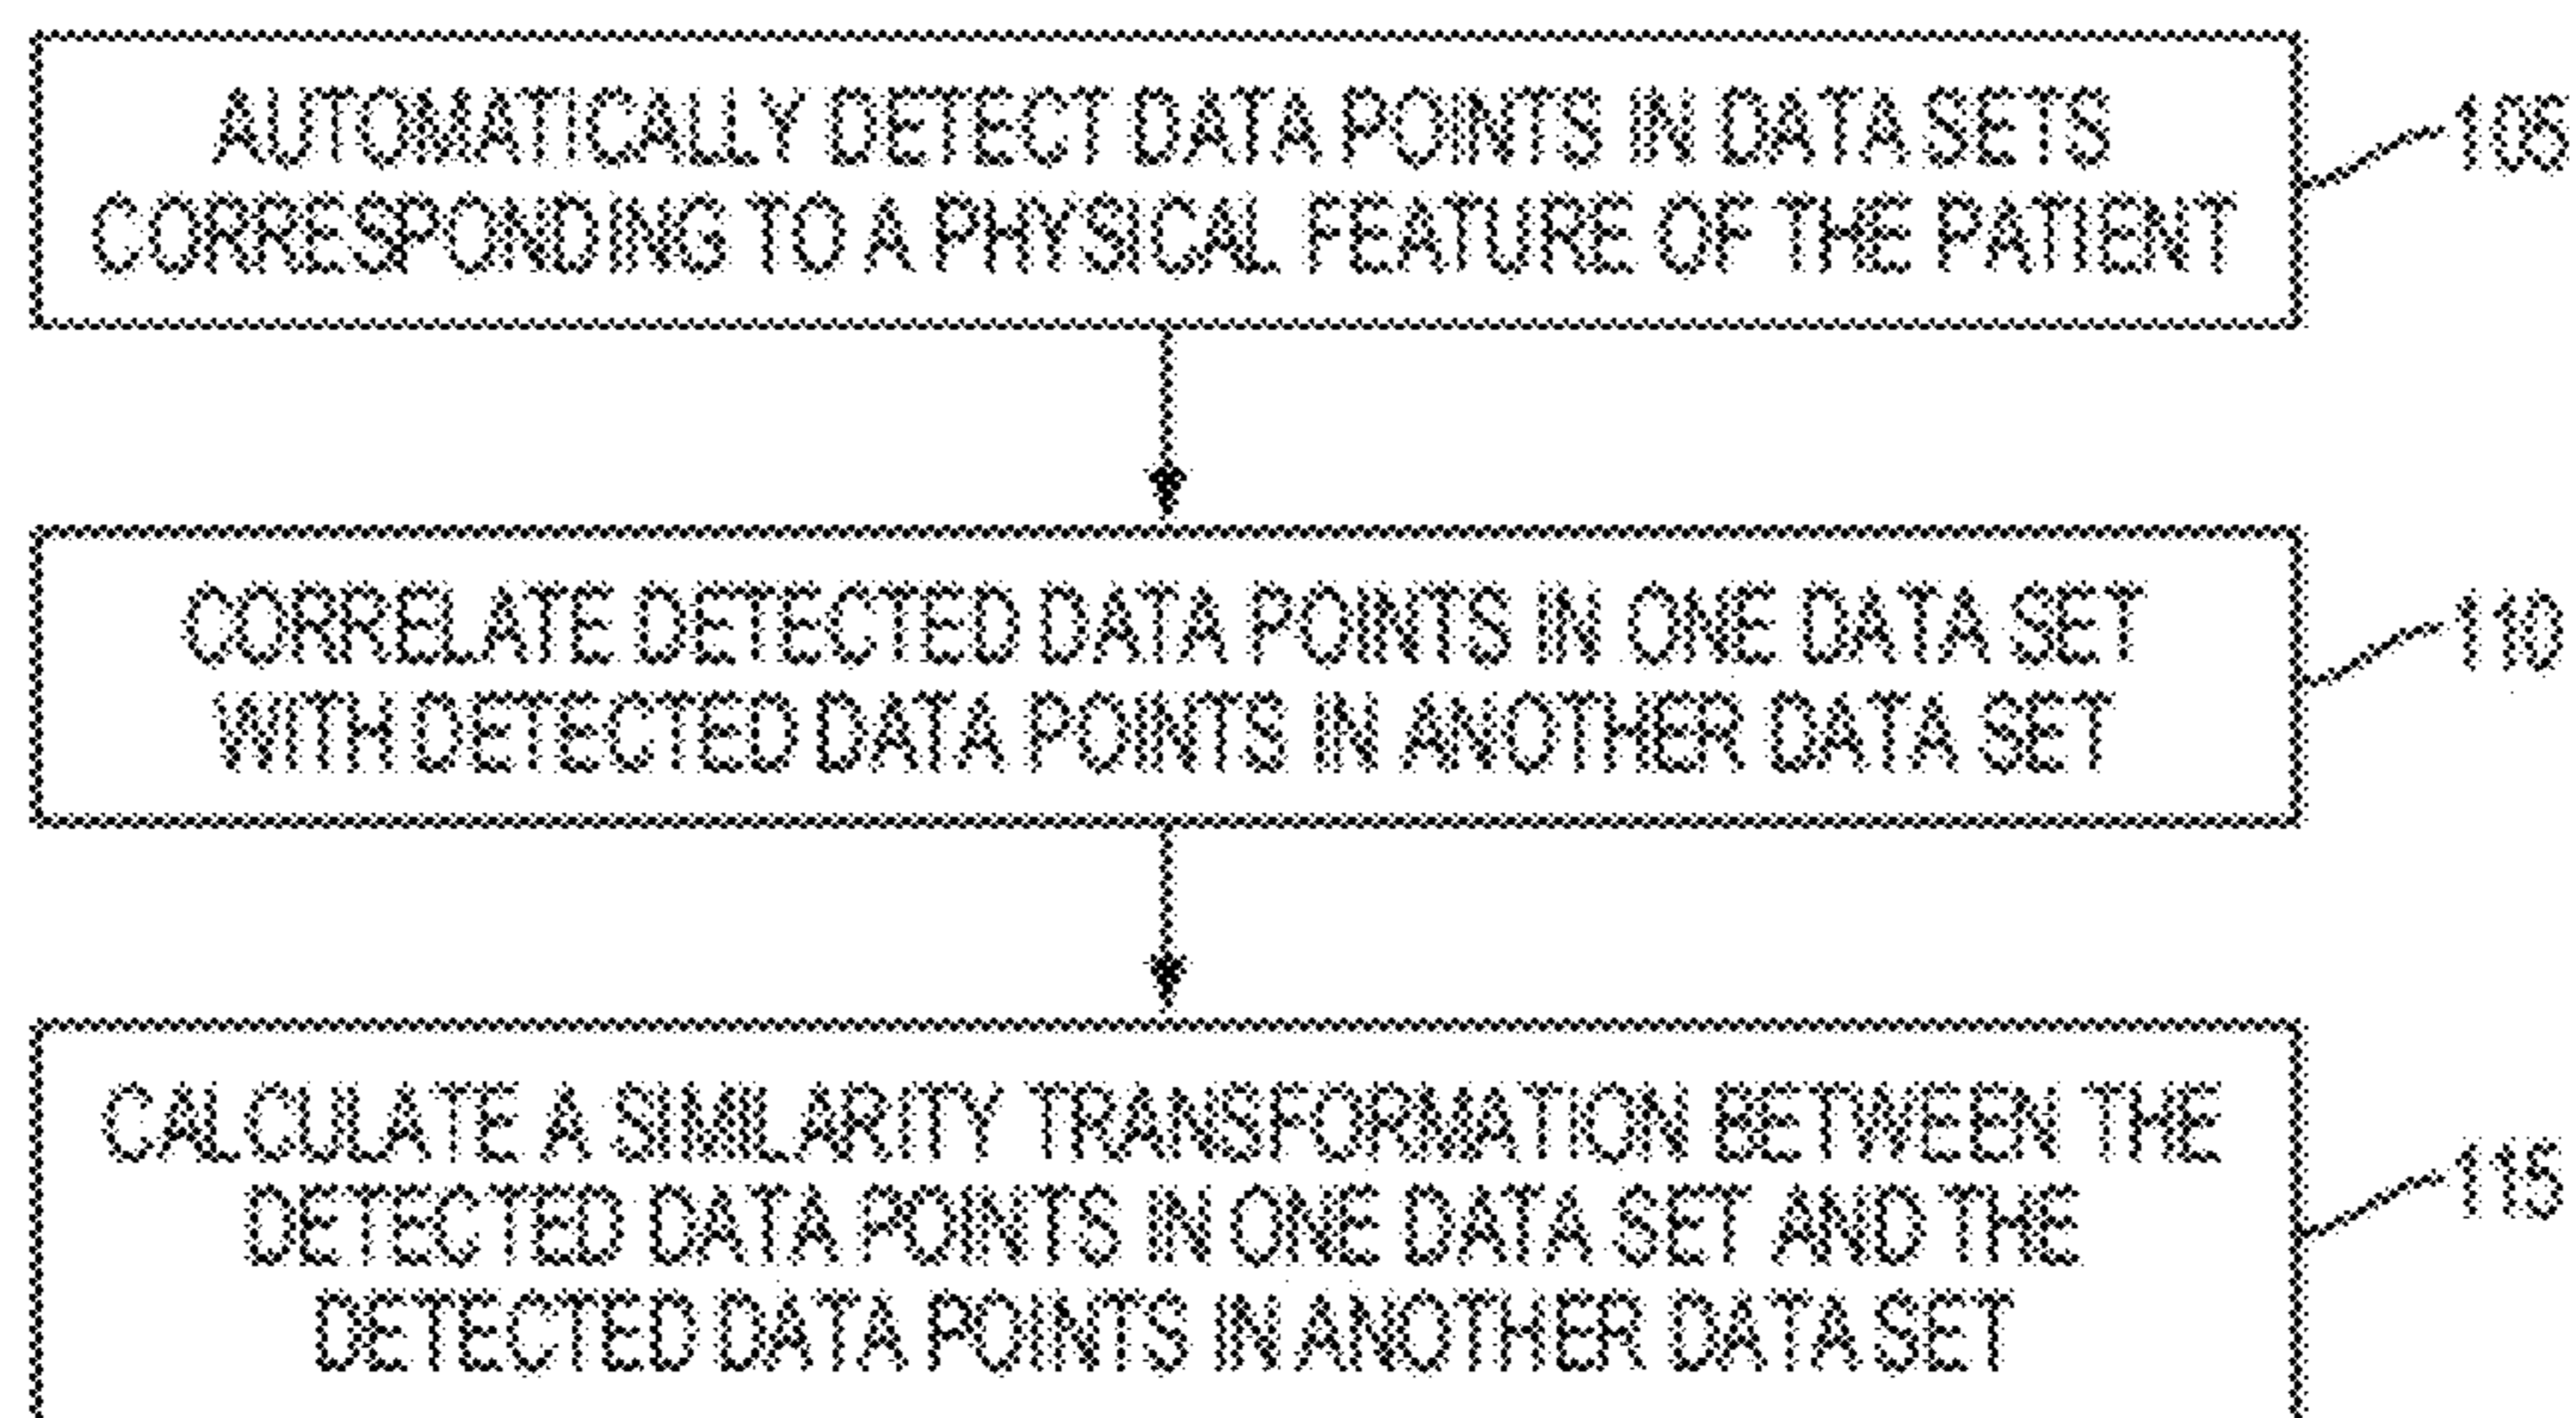 AUTOMATICALLY DETECT DATA POINTS IN DATA SETS
CORRESPONDING TO A PHYSICAL FEATURE OF THE PATIENT
105
CORRELATE DETECTED DATA POINTS IN ONE DATA SET
WITH DETECTED DATA POINTS IN ANOTHER DATA SET
110
CALCULATE A SIMILARITY TRANSFORMATION BETWEEN THE
DETECTED DATA POINTS IN ONE DATA SET AND THE
DETECTED DATA POINTS IN ANOTHER DATA SET
115